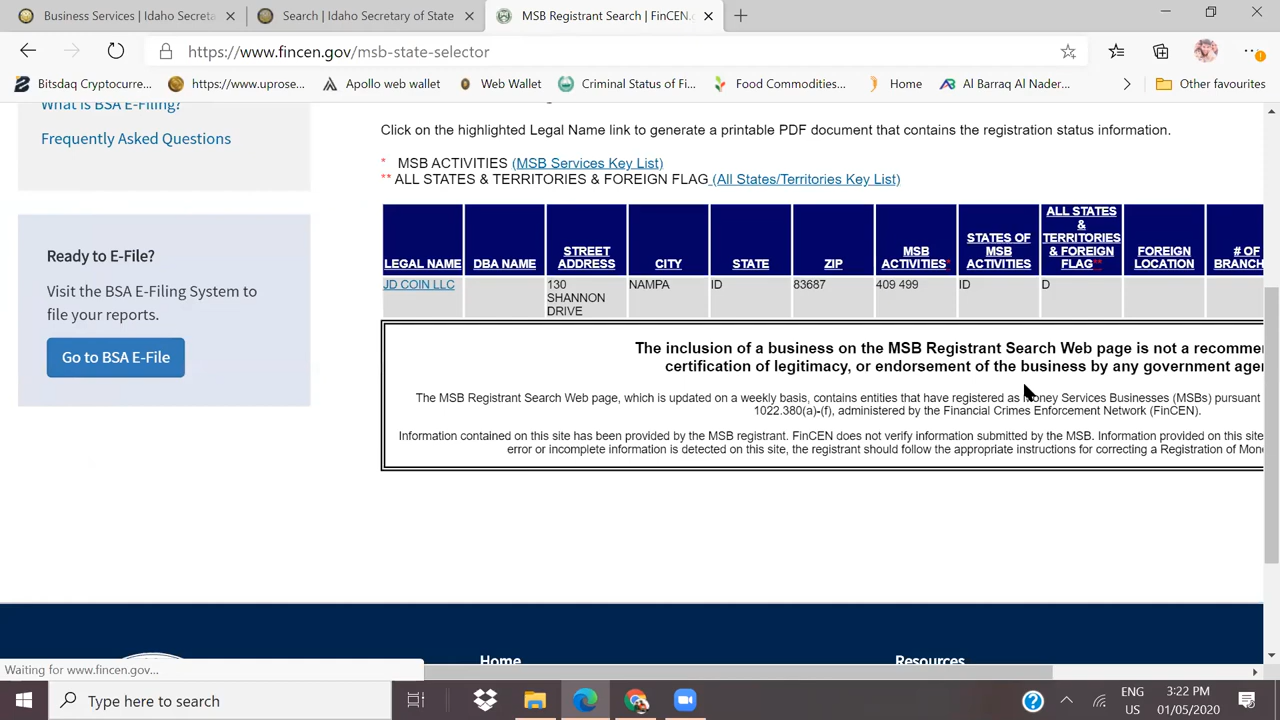 Business Services | Idaho Secreta
Search | Idaho Secretary of State
MSB Registrant Search | FinCEN.
https://www.fincen.gov/msb-state-selector
Bitsdaq Cryptocurre...
https://www.uprose...
Apollo web wallet
Web Wallet
Criminal Status of Fi...
Food Commodities...
Home
Al Barraq Al Nader...
Other favourites
What is BSA E-Filing?
Frequently Asked Questions
Ready to E-File?
Visit the BSA E-Filing System to
file your reports.
Go to BSA E-File
Click on the highlighted Legal Name link to generate a printable PDF document that contains the registration status information.
* MSB ACTIVITIES (MSB Services Key List)
** ALL STATES & TERRITORIES & FOREIGN FLAG (All States/Territories Key List)
LEGAL NAME
DBA NAME
STREET
ADDRESS
CITY
STATE
ZIP
MSB
ACTIVITIES*
STATES OF
MSB
ACTIVITIES
ALL STATES
&
TERRITORIES
& FOREIGN
FLAG**
FOREIGN
LOCATION
# OF
BRANCH
JD COIN LLC
130
SHANNON
DRIVE
NAMPA
ID
83687
409 499
ID
D
The inclusion of a business on the MSB Registrant Search Web page is not a recomme
certification of legitimacy, or endorsement of the business by any government age
The MSB Registrant Search Web page, which is updated on a weekly basis, contains entities that have registered as Money Services Businesses (MSBs) pursuant
1022.380(a)-(f), administered by the Financial Crimes Enforcement Network (FinCEN).
Information contained on this site has been provided by the MSB registrant. FinCEN does not verify information submitted by the MSB. Information provided on this site
error or incomplete information is detected on this site, the registrant should follow the appropriate instructions for correcting a Registration of Mon
Home
Resources
Waiting for www.fincen.gov...
Type here to search
ENG
US
3:22 PM
01/05/2020